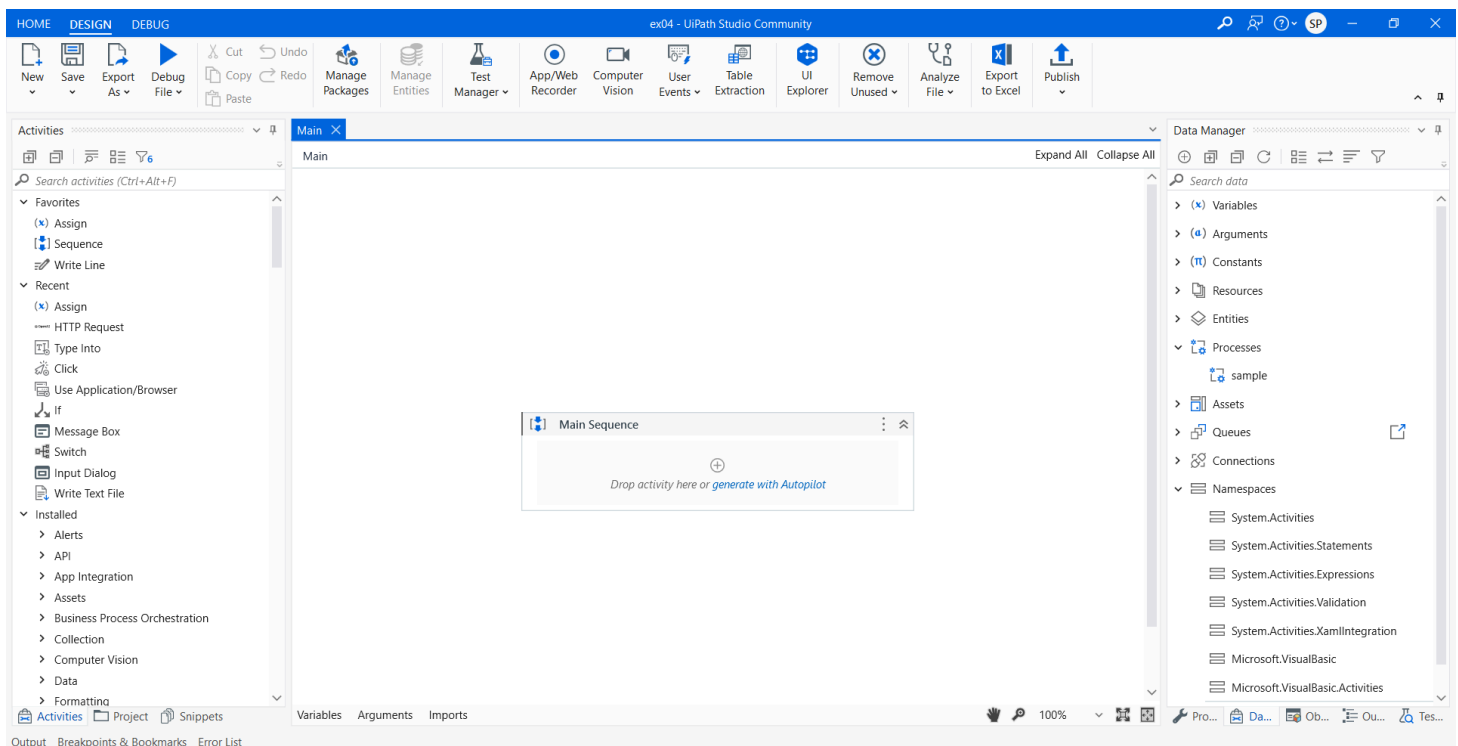 HOME DESIGN DEBUG ex04 - UiPath Studio Community SP
New Save Export As Debug File Cut Copy Paste Undo Redo Manage Packages Manage Entities Test Manager App/Web Recorder Computer Vision User Events Table Extraction UI Explorer Remove Unused Analyze File Export to Excel Publish
Activities
6
Search activities (Ctrl+Alt+F)
Favorites
Assign
Sequence
Write Line
Recent
Assign
HTTP Request
Type Into
Click
Use Application/Browser
If
Message Box
Switch
Input Dialog
Write Text File
Installed
Alerts
API
App Integration
Assets
Business Process Orchestration
Collection
Computer Vision
Data
Formatting
Activities Project Snippets
Main
Main Expand All Collapse All
Main Sequence
Drop activity here or generate with Autopilot
Variables Arguments Imports 100%
Data Manager
Search data
(x) Variables
(a) Arguments
(π) Constants
Resources
Entities
Processes
sample
Assets
Queues
Connections
Namespaces
System.Activities
System.Activities.Statements
System.Activities.Expressions
System.Activities.Validation
System.Activities.XamlIntegration
Microsoft.VisualBasic
Microsoft.VisualBasic.Activities
Pro... Da... Ob... Ou... Tes...
Output Breakpoints & Bookmarks Error List